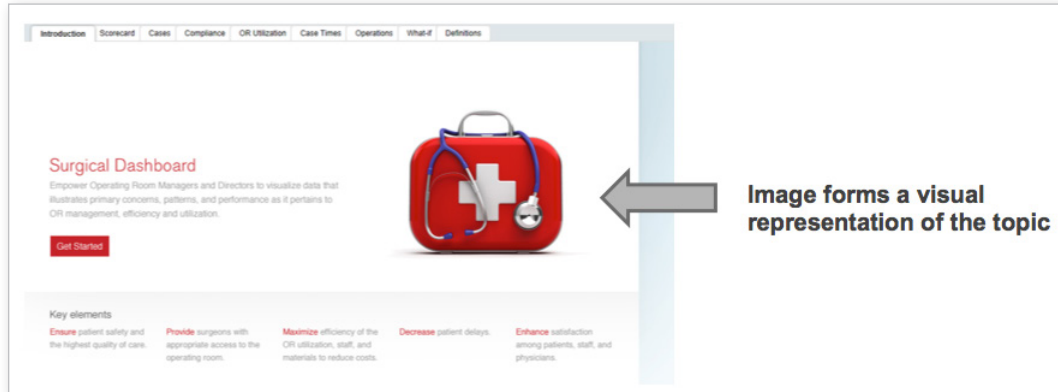 Introduction Scorecard Cases Compliance OR Utilization Case Times Operations What-if Definitions
Surgical Dashboard
Empower Operating Room Managers and Directors to visualize data that
illustrates primary concerns, patterns, and performance as it pertains to
OR management, efficiency and utilization.
Get Started
Image forms a visual
representation of the topic
Key elements
Ensure patient safety and
the highest quality of care.
Provide surgeons with
appropriate access to the
operating room.
Maximize efficiency of the
OR utilization, staff, and
materials to reduce costs.
Decrease patient delays.
Enhance satisfaction
among patients, staff, and
physicians.